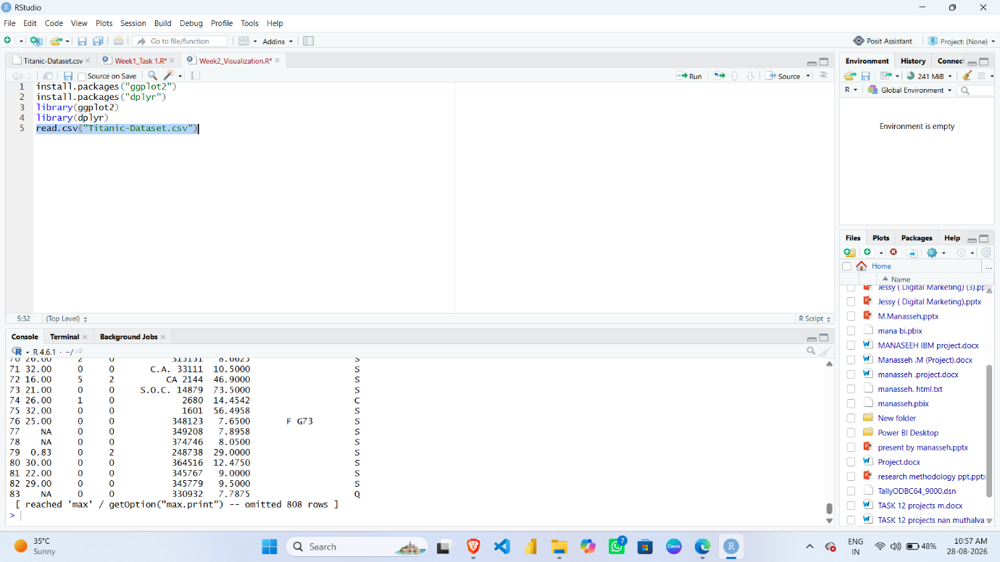 RStudio
File Edit Code View Plots Session Build Debug Profile Tools Help
Go to file/function Addins Posit Assistant Project: (None)
Titanic-Dataset.csv Week1_Task 1.R* Week2_Visualization.R*
Source on Save Run Source
1 install.packages("ggplot2")
2 install.packages("dplyr")
3 library(ggplot2)
4 library(dplyr)
5 read.csv("Titanic-Dataset.csv")
5:32 (Top Level) R Script
Console Terminal Background Jobs
R 4.6.1 · ~/
70 26.00 2 0 315151 8.6625 S
71 32.00 0 0 C.A. 33111 10.5000 S
72 16.00 5 2 CA 2144 46.9000 S
73 21.00 0 0 S.O.C. 14879 73.5000 S
74 26.00 1 0 2680 14.4542 C
75 32.00 0 0 1601 56.4958 S
76 25.00 0 0 348123 7.6500 F G73 S
77 NA 0 0 349208 7.8958 S
78 NA 0 0 374746 8.0500 S
79 0.83 0 2 248738 29.0000 S
80 30.00 0 0 364516 12.4750 S
81 22.00 0 0 345767 9.0000 S
82 29.00 0 0 345779 9.5000 S
83 NA 0 0 330932 7.7875 Q
[ reached 'max' / getOption("max.print") -- omitted 808 rows ]
>
Environment History Connect
241 MiB
R Global Environment
Environment is empty
Files Plots Packages Help
Home ...
Name
Jessy ( Digital Marketing) (3).pptx
Jessy ( Digital Marketing).pptx
M.Manasseh.pptx
mana bi.pbix
MANASEEH IBM project.docx
Manasseh .M (Project).docx
manasseh .project.docx
manasseh. html.txt
manasseh.pbix
New folder
Power BI Desktop
present by manasseh.pptx
Project.docx
research methodology ppt.pptx
TallyODBC64_9000.dsn
TASK 12 projects m.docx
TASK 12 projects nan muthalva
35°C
Sunny
Search
7
Canva
ENG
IN
48%
10:57 AM
28-08-2026